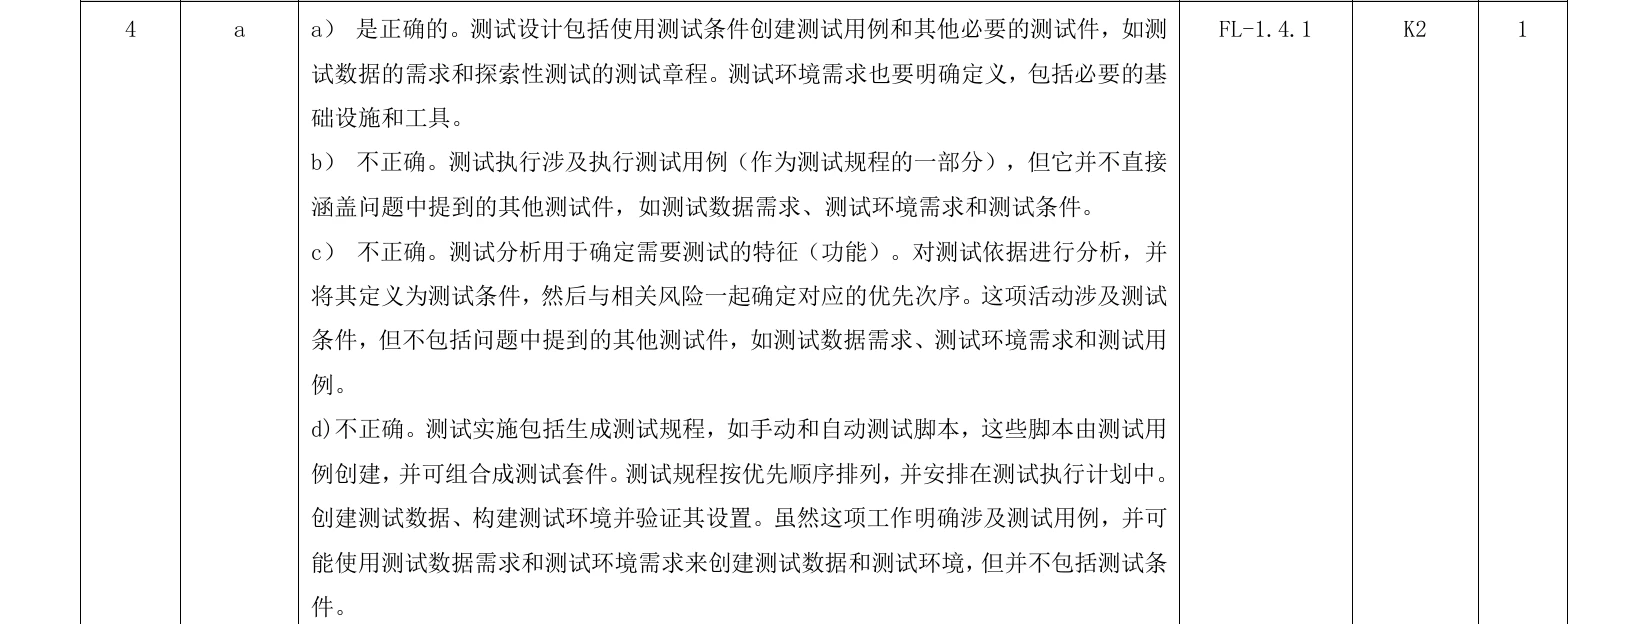 4
a
a） 是正确的。测试设计包括使用测试条件创建测试用例和其他必要的测试件，如测
试数据的需求和探索性测试的测试章程。测试环境需求也要明确定义，包括必要的基
础设施和工具。
b） 不正确。测试执行涉及执行测试用例（作为测试规程的一部分），但它并不直接
涵盖问题中提到的其他测试件，如测试数据需求、测试环境需求和测试条件。
c） 不正确。测试分析用于确定需要测试的特征（功能）。对测试依据进行分析，并
将其定义为测试条件，然后与相关风险一起确定对应的优先次序。这项活动涉及测试
条件，但不包括问题中提到的其他测试件，如测试数据需求、测试环境需求和测试用
例。
d)不正确。测试实施包括生成测试规程，如手动和自动测试脚本，这些脚本由测试用
例创建，并可组合成测试套件。测试规程按优先顺序排列，并安排在测试执行计划中。
创建测试数据、构建测试环境并验证其设置。虽然这项工作明确涉及测试用例，并可
能使用测试数据需求和测试环境需求来创建测试数据和测试环境，但并不包括测试条
件。
FL-1.4.1
K2
1